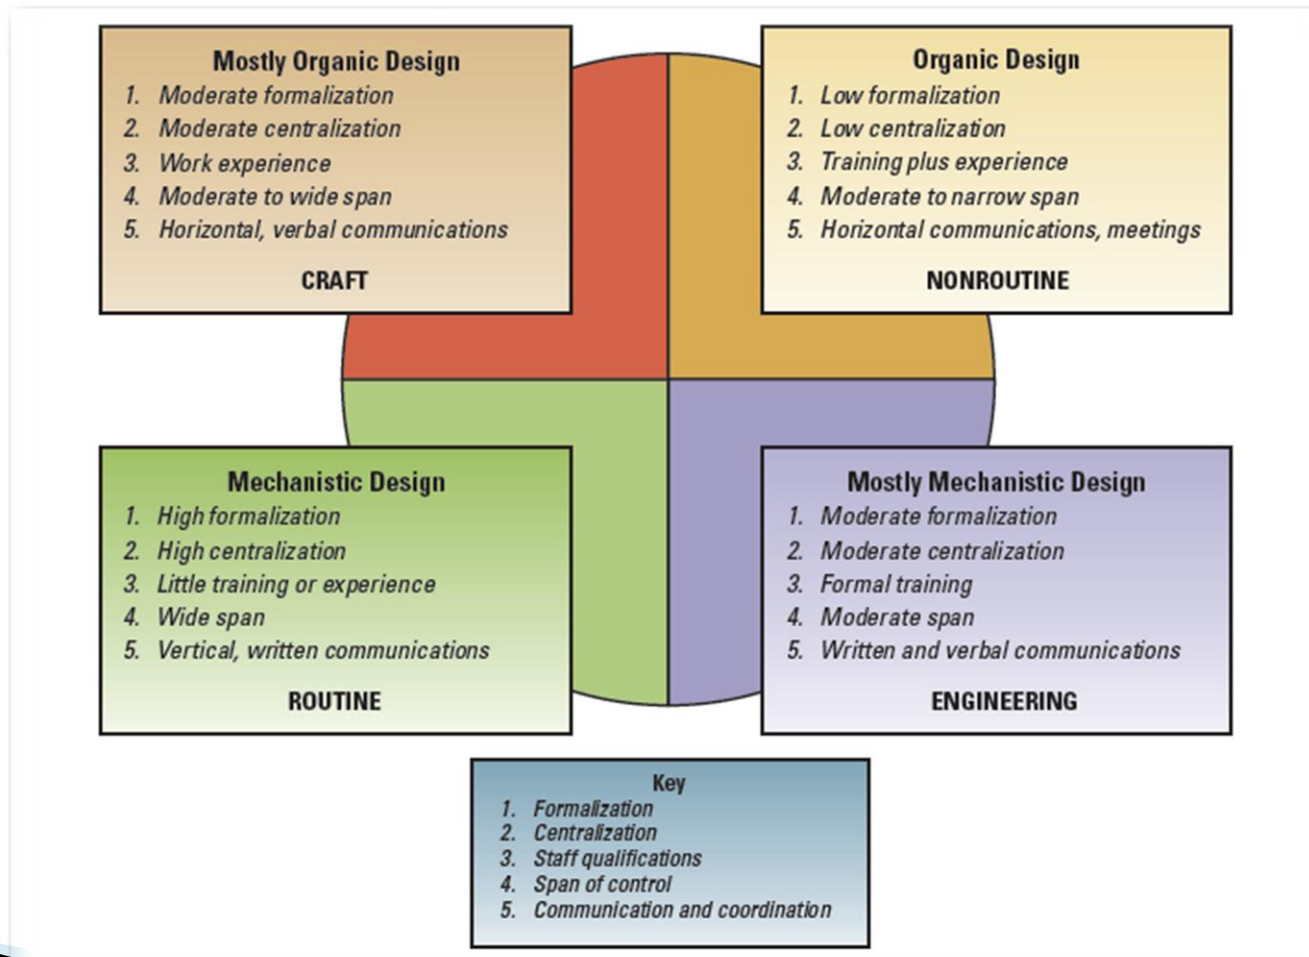 Mostly Organic Design
1. Moderate formalization
2. Moderate centralization
3. Work experience
4. Moderate to wide span
5. Horizontal, verbal communications
CRAFT
Organic Design
1. Low formalization
2. Low centralization
3. Training plus experience
4. Moderate to narrow span
5. Horizontal communications, meetings
NONROUTINE
Mechanistic Design
1. High formalization
2. High centralization
3. Little training or experience
4. Wide span
5. Vertical, written communications
ROUTINE
Mostly Mechanistic Design
1. Moderate formalization
2. Moderate centralization
3. Formal training
4. Moderate span
5. Written and verbal communications
ENGINEERING
Key
1. Formalization
2. Centralization
3. Staff qualifications
4. Span of control
5. Communication and coordination